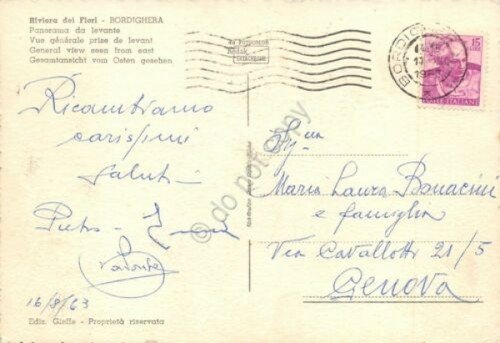 Riviera dei Fiori - BORDIGHERA
Panorama da levante
Vue générale prise de levant
General view seen from east
Gesamtansicht vom Osten gesehen
Ricambiamo
carissimi
saluti
Pietro
16/8/63
Ediz. Gieffe - Proprietà riservata
15
POSTE ITALIANE
Maria Laura Bonacini
e famiglia
Via Cavallotti 21/5
Genova